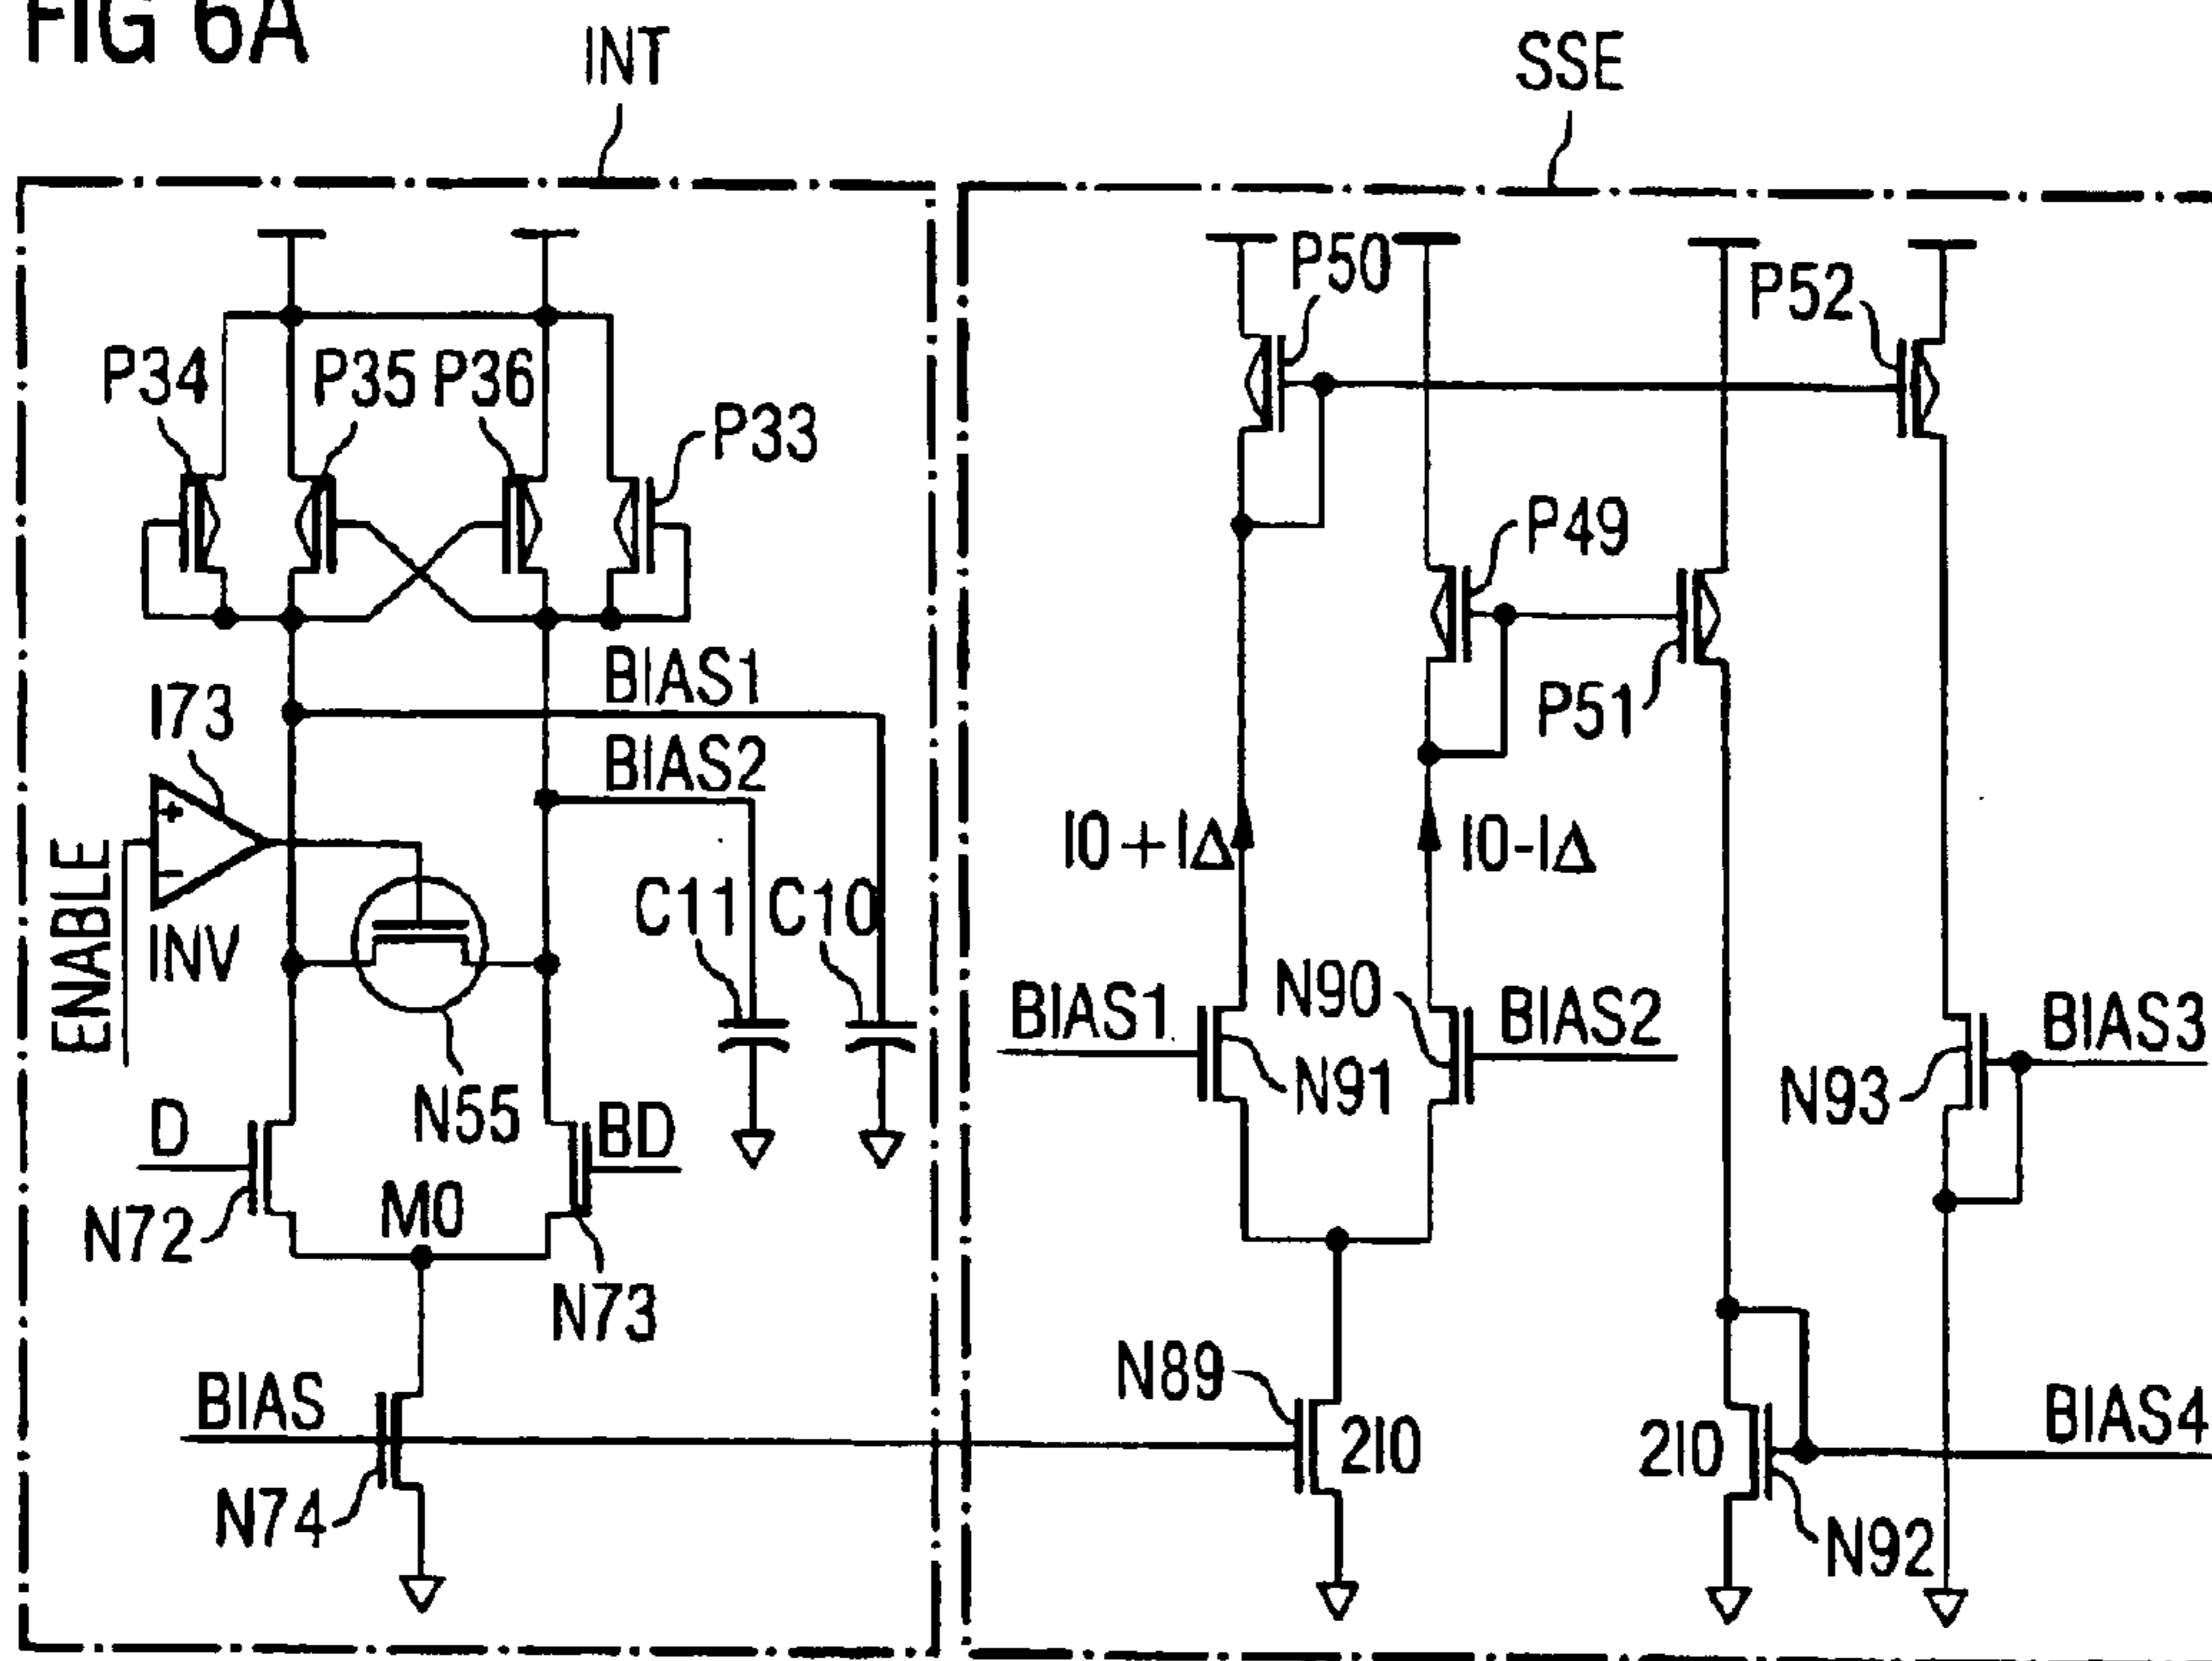 FIG 6A
INT
SSE
P34
P35
P36
P33
BIAS1
BIAS2
I73
+
-
INV
ENABLE
C11
C10
N55
D
BD
N72
M0
N73
BIAS
N74
P50
P52
P49
P51
I0+IΔ
I0-IΔ
BIAS1
N91
N90
BIAS2
N93
BIAS3
N89
2I0
2I0
N92
BIAS4